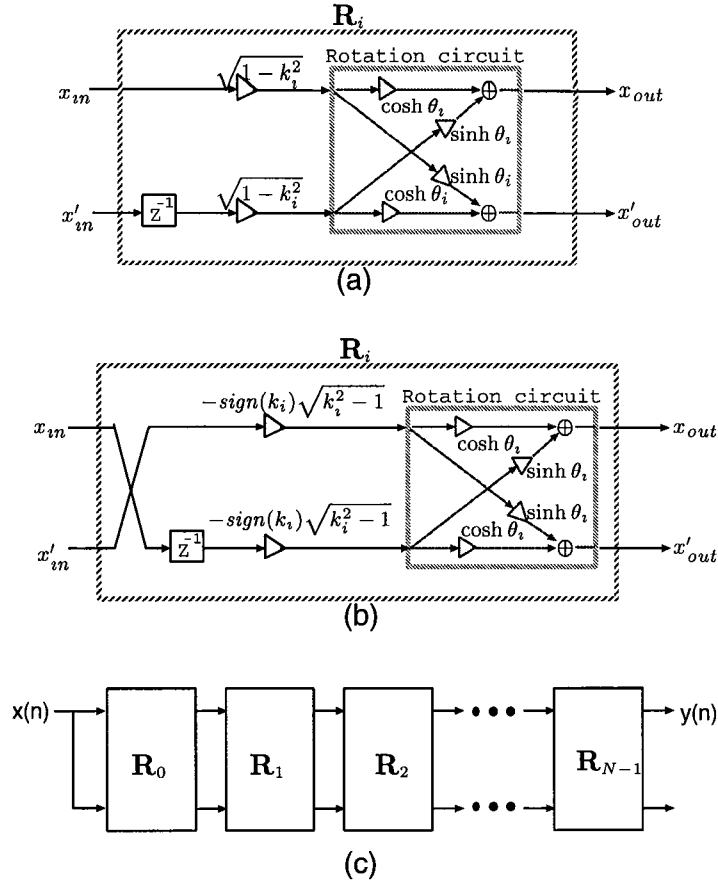 R_i
Rotation circuit
√(1 − k_i^2)
x_in
cosh θ_i
x_out
sinh θ_i
sinh θ_i
√(1 − k_i^2)
cosh θ_i
x'_in
z^-1
x'_out
(a)
R_i
Rotation circuit
−sign(k_i)√(k_i^2 − 1)
x_in
cosh θ_i
x_out
sinh θ_i
sinh θ_i
−sign(k_i)√(k_i^2 − 1)
cosh θ_i
x'_in
z^-1
x'_out
(b)
x(n)
y(n)
R_0 R_1 R_2 R_{N−1}
(c)